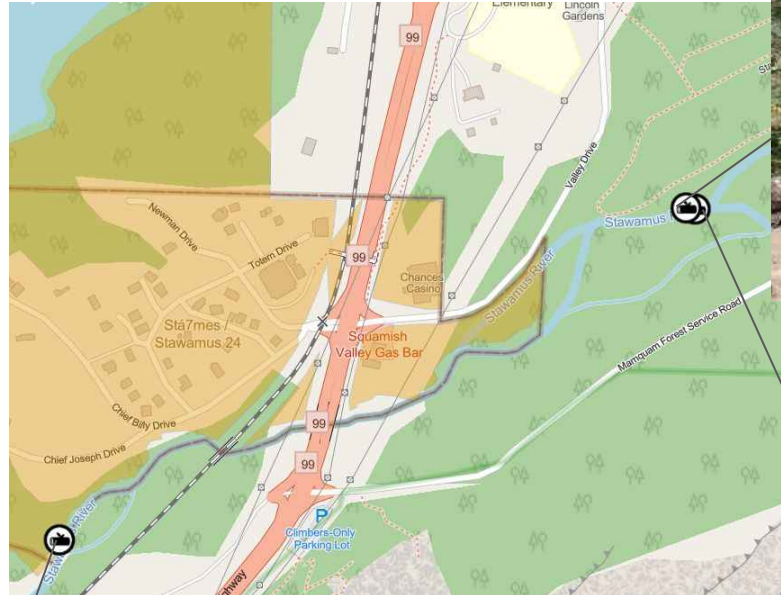 Elementary
Lincoln
Gardens
99
Valley Drive
Stawamus
Newman Drive
Totem Drive
99
Chances
Casino
Stawamus River
Stá7mes /
Stawamus 24
Squamish
Valley Gas Bar
Mamquam Forest Service Road
Chief Billy Drive
99
Chief Joseph Drive
99
P
Climbers-Only
Parking Lot